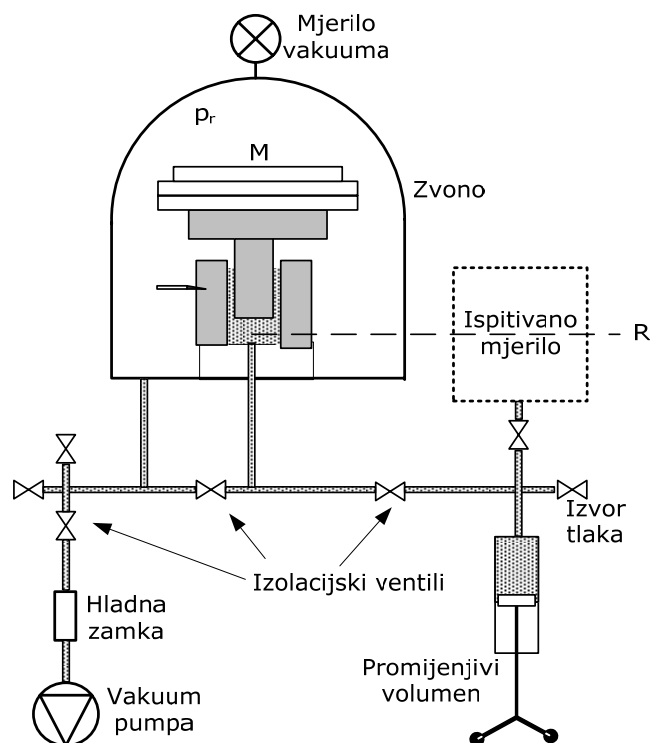 Mjerilo
vakuuma
pr
M
Zvono
Ispitivano
mjerilo
R
Izvor
tlaka
Izolacijski ventili
Hladna
zamka
Promijenjivi
volumen
Vakuum
pumpa